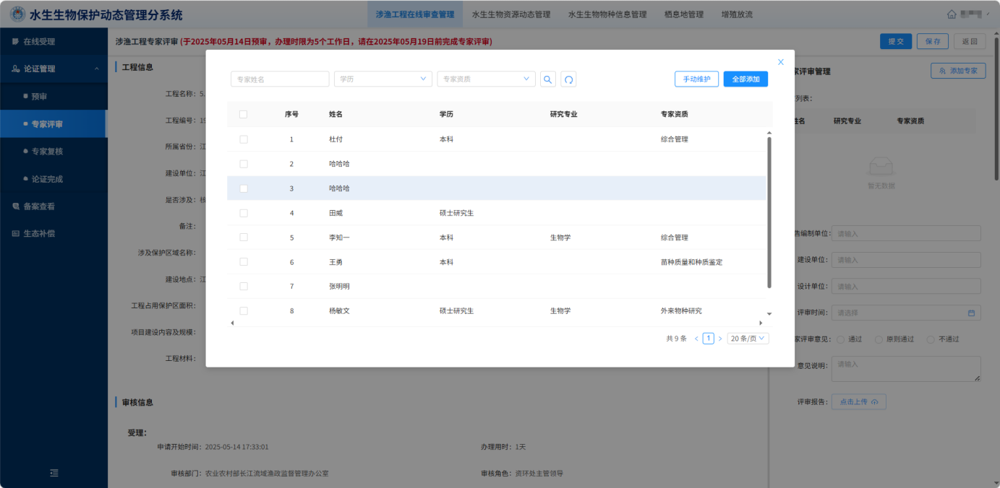 水生生物保护动态管理分系统
涉渔工程在线审查管理 水生生物资源动态管理 水生生物物种信息管理 栖息地管理 增殖放流
在线受理
论证管理
预审
专家评审
专家复核
论证完成
备案查看
生态补偿
涉渔工程专家评审 (于2025年05月14日预审，办理时限为5个工作日，请在2025年05月19日前完成专家评审)
提交 保存 返回
工程信息
工程名称： 5.
工程编号： 19
所属省份： 江
建设单位： 江
是否涉及： 核
备注：
涉及保护区域名称：
建设地点： 江
工程占用保护区面积：
项目建设内容及规模：
工程材料：
审核信息
受理：
申请开始时间： 2025-05-14 17:33:01 办理用时： 1天
审核部门： 农业农村部长江流域渔政监督管理办公室 审核角色： 资环处主管领导
专家姓名 学历 专家资质 手动维护 全部添加
序号 姓名 学历 研究专业 专家资质
1 杜付 本科 综合管理
2 哈哈哈
3 哈哈哈
4 田威 硕士研究生
5 李知一 本科 生物学 综合管理
6 王勇 本科 苗种质量和种质鉴定
7 张明明
8 杨敏文 硕士研究生 生物学 外来物种研究
共 9 条 < 1 > 20 条/页
家评审管理 添加专家
列表：
姓名 研究专业 专家资质
暂无数据
告编制单位： 请输入
建设单位： 请输入
设计单位： 请输入
评审时间： 请选择
家评审意见： 通过 原则通过 不通过
意见说明： 请输入
评审报告： 点击上传